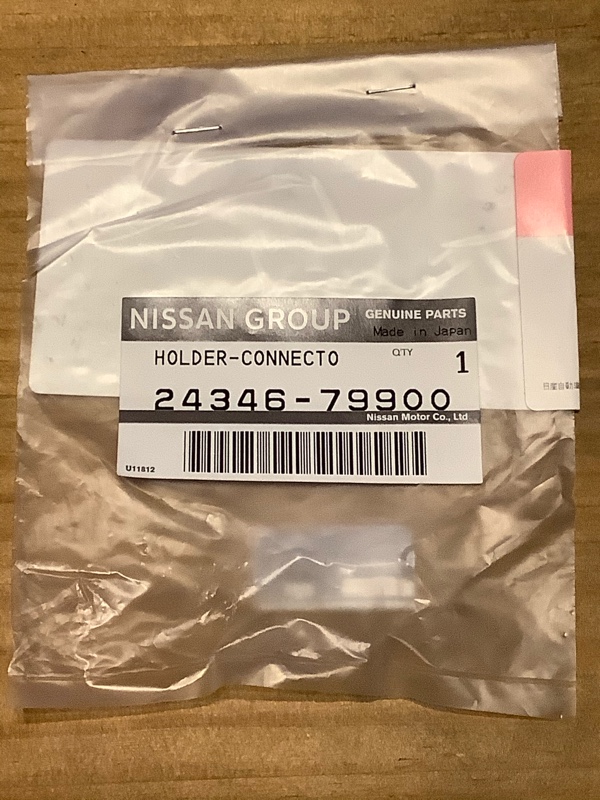 NISSAN GROUP GENUINE PARTS
Made in Japan
HOLDER-CONNECTO QTY 1
24346-79900
Nissan Motor Co., Ltd
U11812